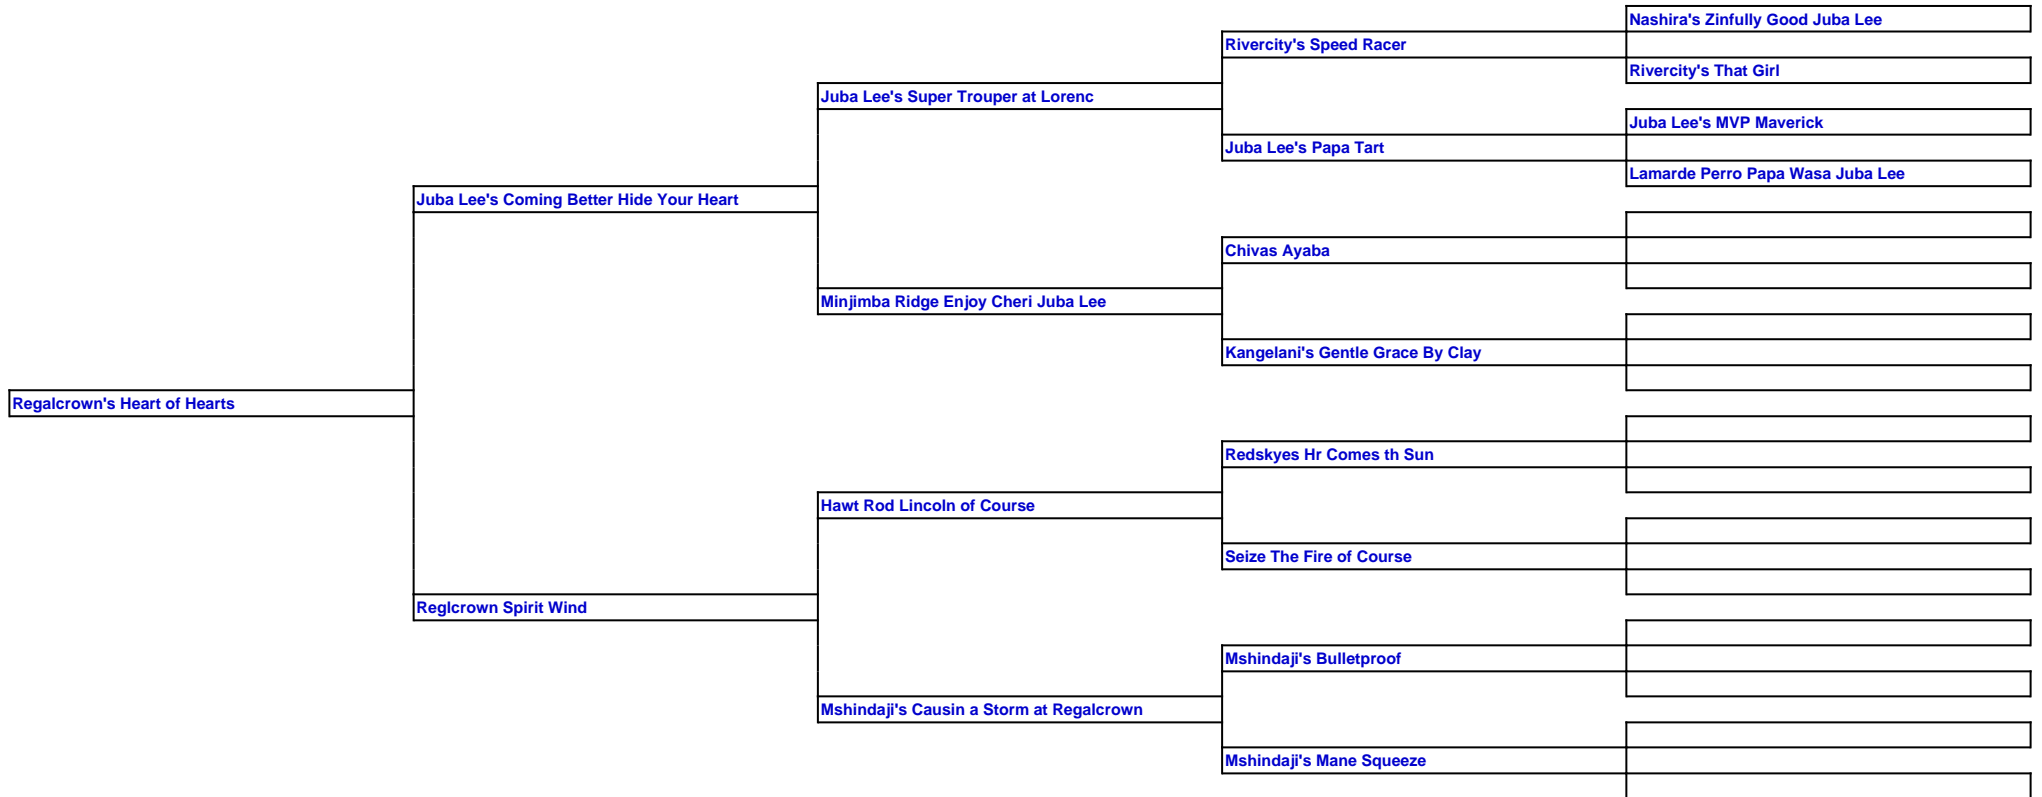 Nashira's Zinfully Good Juba Lee
Rivercity's Speed Racer
Rivercity's That Girl
Juba Lee's Super Trouper at Lorenc
Juba Lee's MVP Maverick
Juba Lee's Papa Tart
Lamarde Perro Papa Wasa Juba Lee
Juba Lee's Coming Better Hide Your Heart
Chivas Ayaba
Minjimba Ridge Enjoy Cheri Juba Lee
Kangelani's Gentle Grace By Clay
Regalcrown's Heart of Hearts
Redskyes Hr Comes th Sun
Hawt Rod Lincoln of Course
Seize The Fire of Course
Reglcrown Spirit Wind
Mshindaji's Bulletproof
Mshindaji's Causin a Storm at Regalcrown
Mshindaji's Mane Squeeze